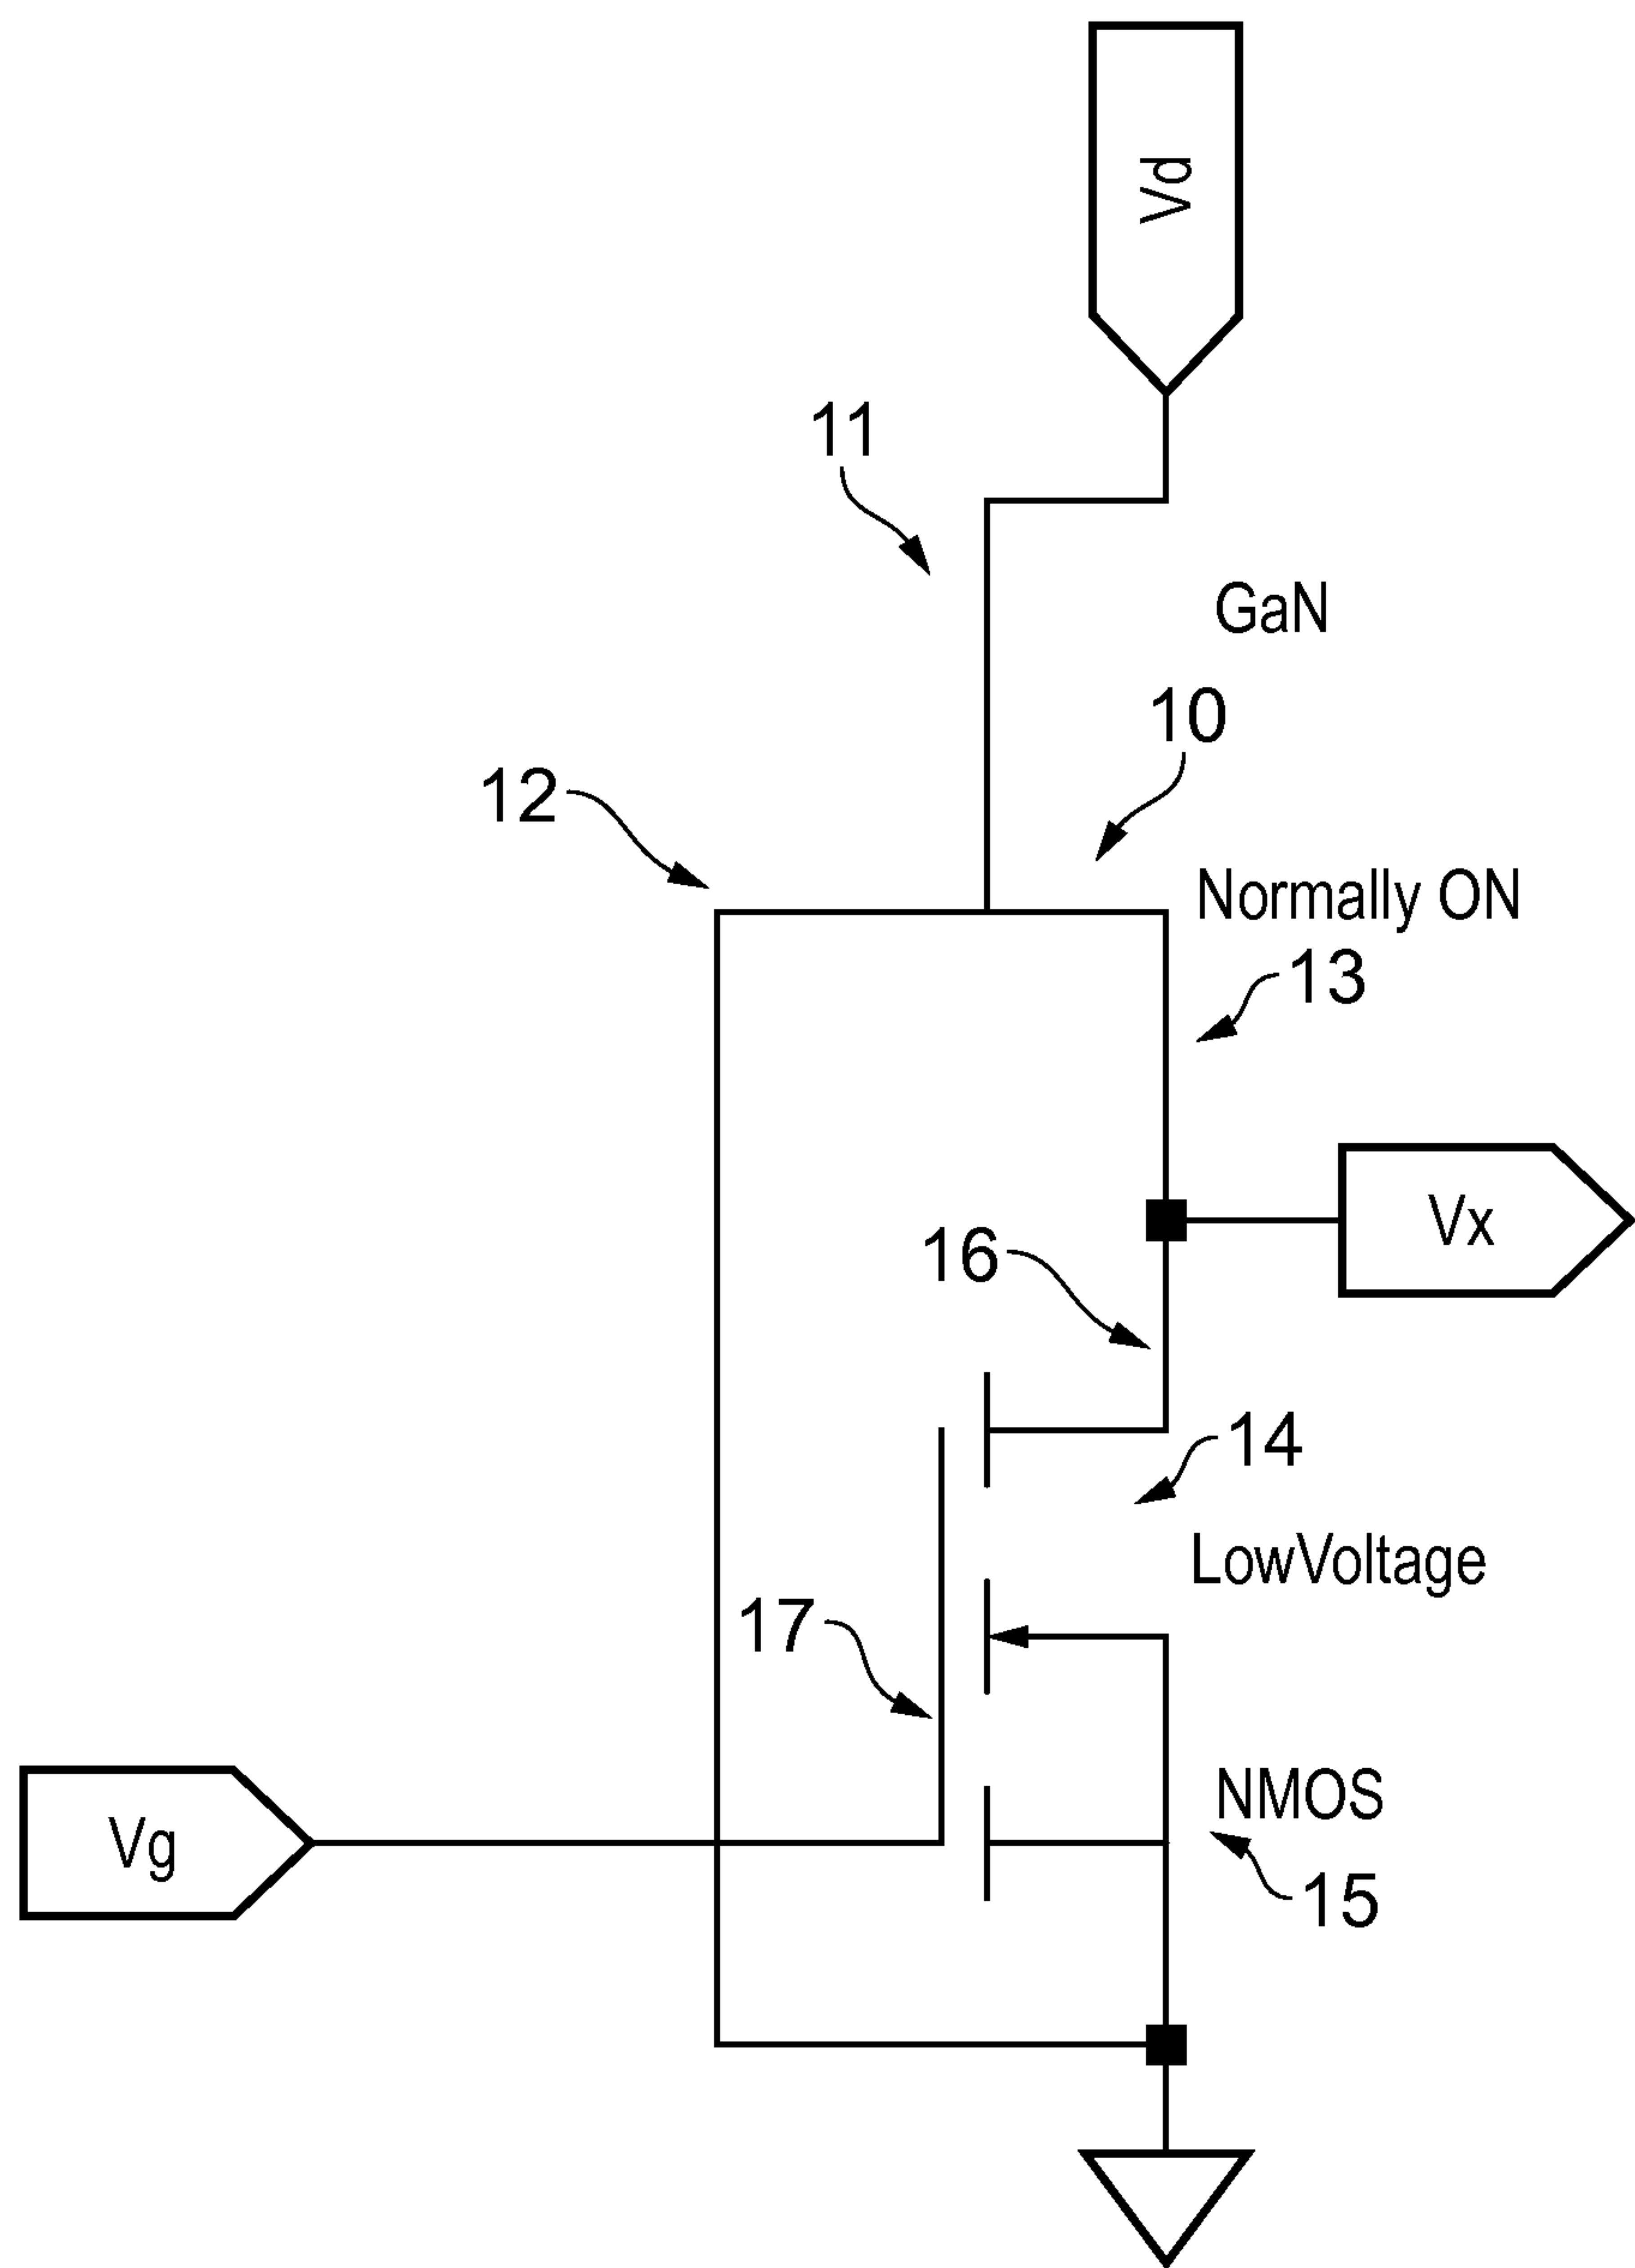 Vd
11
GaN
10
12
Normally ON
13
Vx
16
14
LowVoltage
17
NMOS
Vg
15